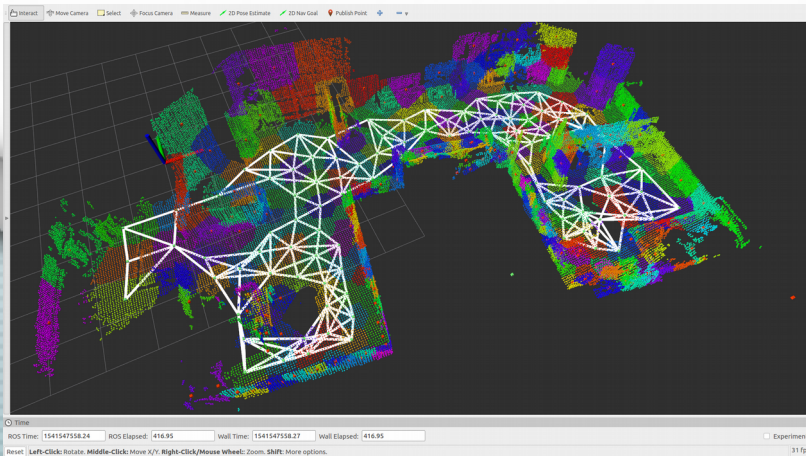 Interact Move Camera Select Focus Camera Measure 2D Pose Estimate 2D Nav Goal Publish Point
Time
ROS Time: 1541547558.24 ROS Elapsed: 416.95 Wall Time: 1541547558.27 Wall Elapsed: 416.95 Experimen
Reset Left-Click: Rotate. Middle-Click: Move X/Y. Right-Click/Mouse Wheel: Zoom. Shift: More options. 31 fp